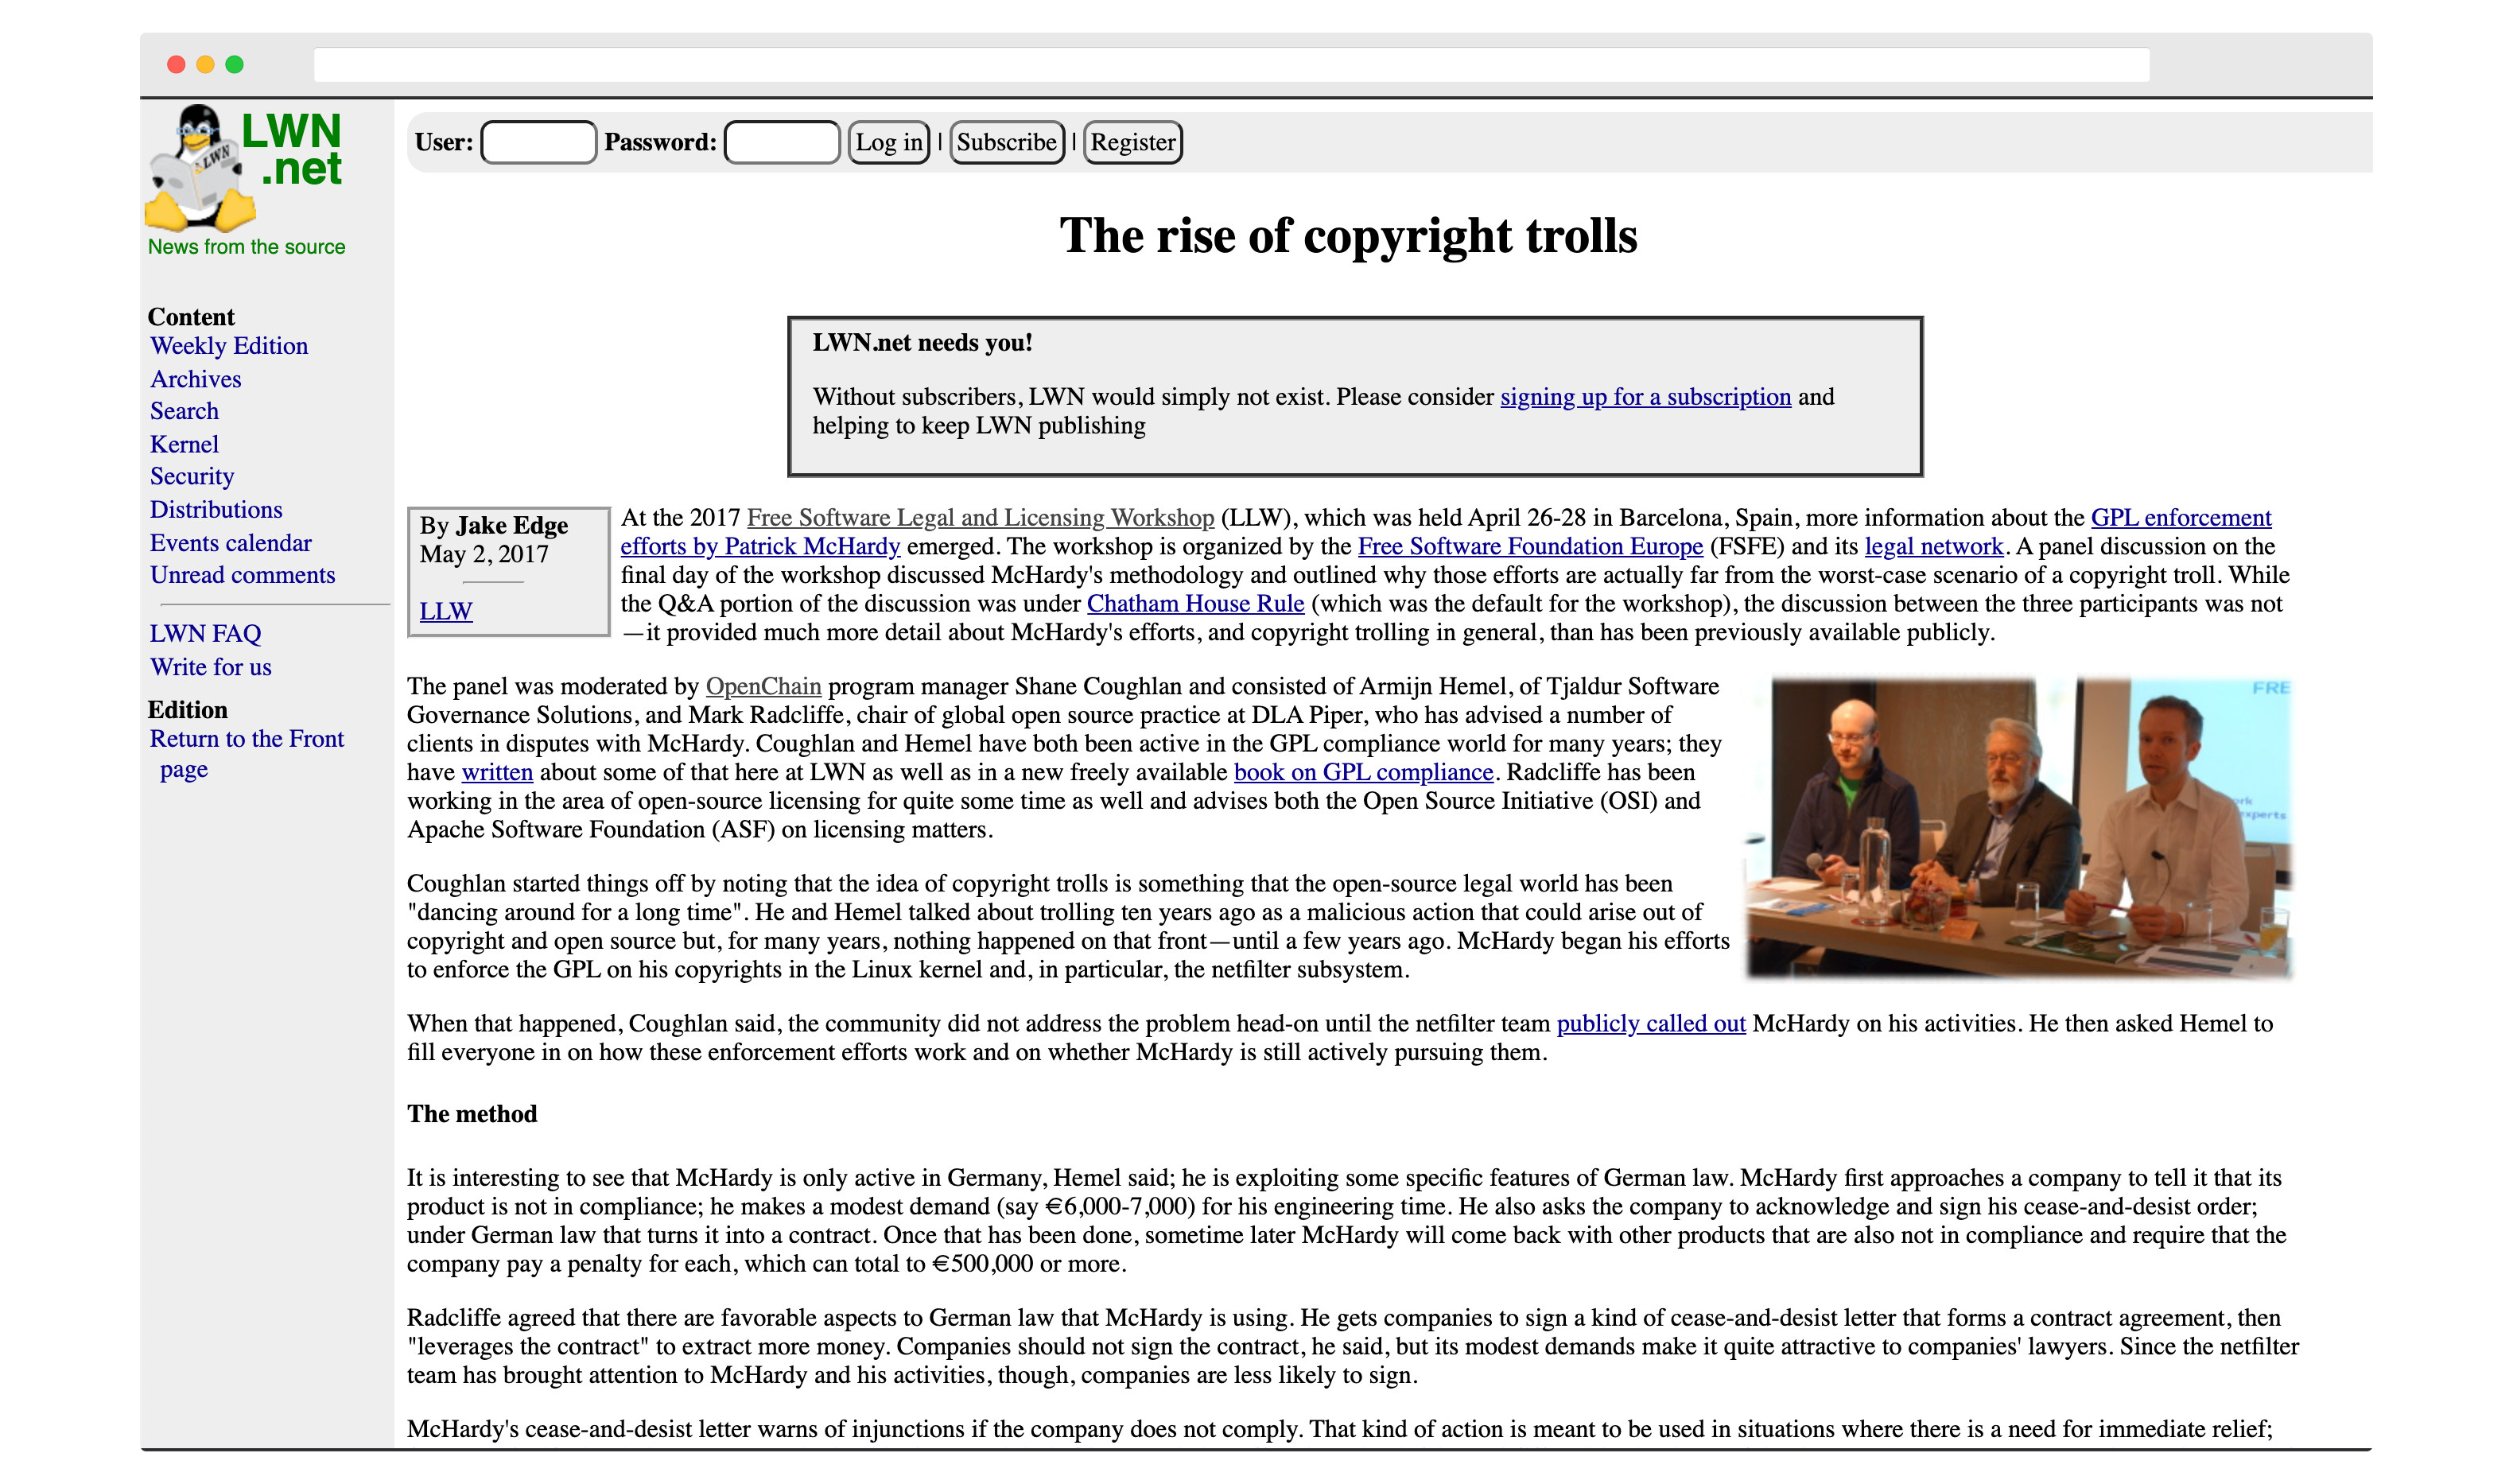 LWN
.net
LWN
News from the source
Content
Weekly Edition
Archives
Search
Kernel
Security
Distributions
Events calendar
Unread comments
LWN FAQ
Write for us
Edition
Return to the Front
page
User: Password: Log in | Subscribe | Register
The rise of copyright trolls
LWN.net needs you!
Without subscribers, LWN would simply not exist. Please consider signing up for a subscription and
helping to keep LWN publishing
By Jake Edge
May 2, 2017
LLW
At the 2017 Free Software Legal and Licensing Workshop (LLW), which was held April 26-28 in Barcelona, Spain, more information about the GPL enforcement
efforts by Patrick McHardy emerged. The workshop is organized by the Free Software Foundation Europe (FSFE) and its legal network. A panel discussion on the
final day of the workshop discussed McHardy's methodology and outlined why those efforts are actually far from the worst-case scenario of a copyright troll. While
the Q&A portion of the discussion was under Chatham House Rule (which was the default for the workshop), the discussion between the three participants was not
—it provided much more detail about McHardy's efforts, and copyright trolling in general, than has been previously available publicly.
The panel was moderated by OpenChain program manager Shane Coughlan and consisted of Armijn Hemel, of Tjaldur Software
Governance Solutions, and Mark Radcliffe, chair of global open source practice at DLA Piper, who has advised a number of
clients in disputes with McHardy. Coughlan and Hemel have both been active in the GPL compliance world for many years; they
have written about some of that here at LWN as well as in a new freely available book on GPL compliance. Radcliffe has been
working in the area of open-source licensing for quite some time as well and advises both the Open Source Initiative (OSI) and
Apache Software Foundation (ASF) on licensing matters.
FRE
ork
experts
Coughlan started things off by noting that the idea of copyright trolls is something that the open-source legal world has been
"dancing around for a long time". He and Hemel talked about trolling ten years ago as a malicious action that could arise out of
copyright and open source but, for many years, nothing happened on that front—until a few years ago. McHardy began his efforts
to enforce the GPL on his copyrights in the Linux kernel and, in particular, the netfilter subsystem.
When that happened, Coughlan said, the community did not address the problem head-on until the netfilter team publicly called out McHardy on his activities. He then asked Hemel to
fill everyone in on how these enforcement efforts work and on whether McHardy is still actively pursuing them.
The method
It is interesting to see that McHardy is only active in Germany, Hemel said; he is exploiting some specific features of German law. McHardy first approaches a company to tell it that its
product is not in compliance; he makes a modest demand (say €6,000-7,000) for his engineering time. He also asks the company to acknowledge and sign his cease-and-desist order;
under German law that turns it into a contract. Once that has been done, sometime later McHardy will come back with other products that are also not in compliance and require that the
company pay a penalty for each, which can total to €500,000 or more.
Radcliffe agreed that there are favorable aspects to German law that McHardy is using. He gets companies to sign a kind of cease-and-desist letter that forms a contract agreement, then
"leverages the contract" to extract more money. Companies should not sign the contract, he said, but its modest demands make it quite attractive to companies' lawyers. Since the netfilter
team has brought attention to McHardy and his activities, though, companies are less likely to sign.
McHardy's cease-and-desist letter warns of injunctions if the company does not comply. That kind of action is meant to be used in situations where there is a need for immediate relief;